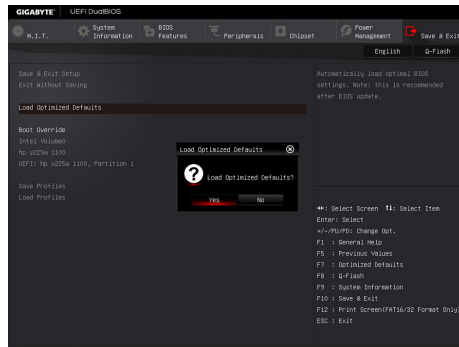 GIGABYTE™ UEFI DualBIOS
M.I.T.
System Information
BIOS Features
Peripherals
Chipset
Power Management
Save & Exit
English
Q-Flash
Save & Exit Setup
Exit Without Saving
Load Optimized Defaults
Boot Override
Intel Volume0
hp v225w 1100
UEFI: hp v225w 1100, Partition 1
Save Profiles
Load Profiles
Load Optimized Defaults
Load Optimized Defaults?
Yes
No
Automatically load optimal BIOS
settings. Note: this is recommended
after BIOS update.
↔: Select Screen ↑↓: Select Item
Enter: Select
+/-/PU/PD: Change Opt.
F1 : General Help
F5 : Previous Values
F7 : Optimized Defaults
F8 : Q-Flash
F9 : System Information
F10 : Save & Exit
F12 : Print Screen(FAT16/32 Format Only)
ESC : Exit